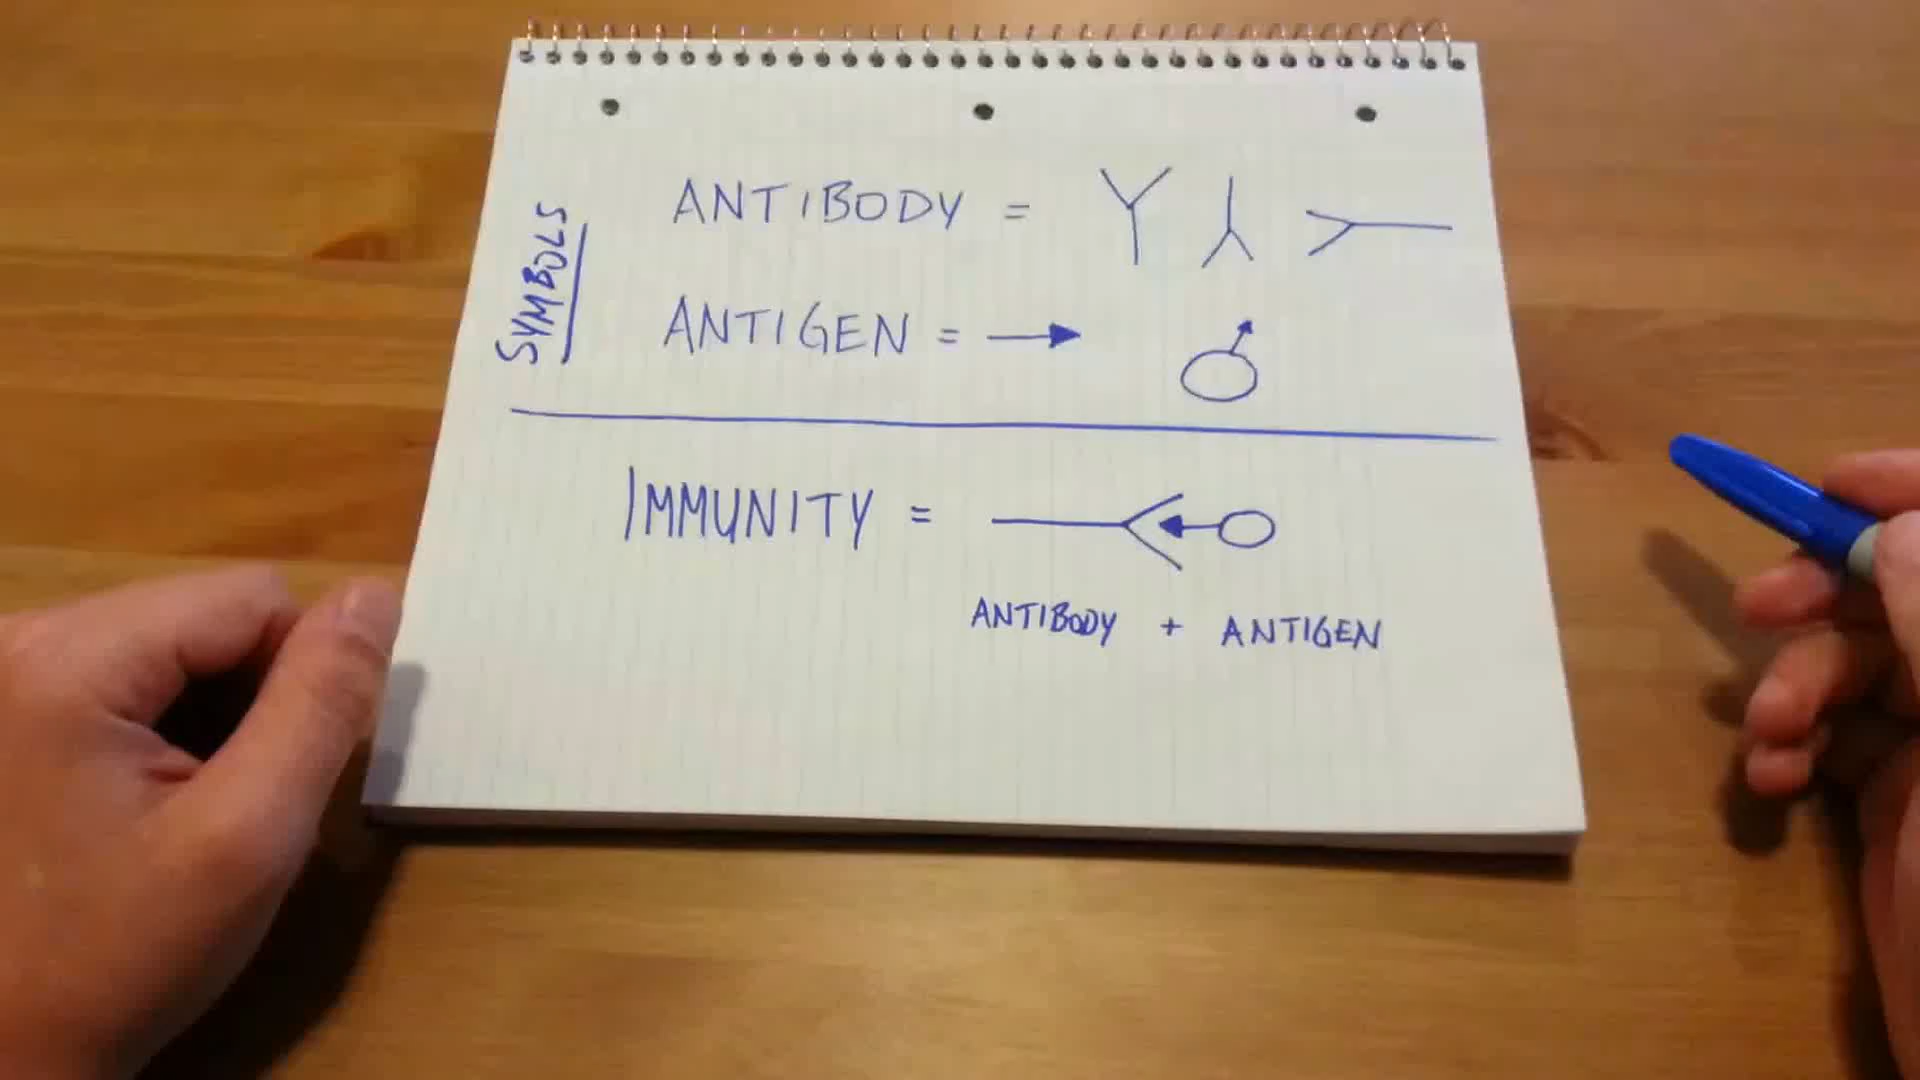 SYMBOLS
ANTIBODY =
ANTIGEN =
IMMUNITY =
ANTIBODY + ANTIGEN